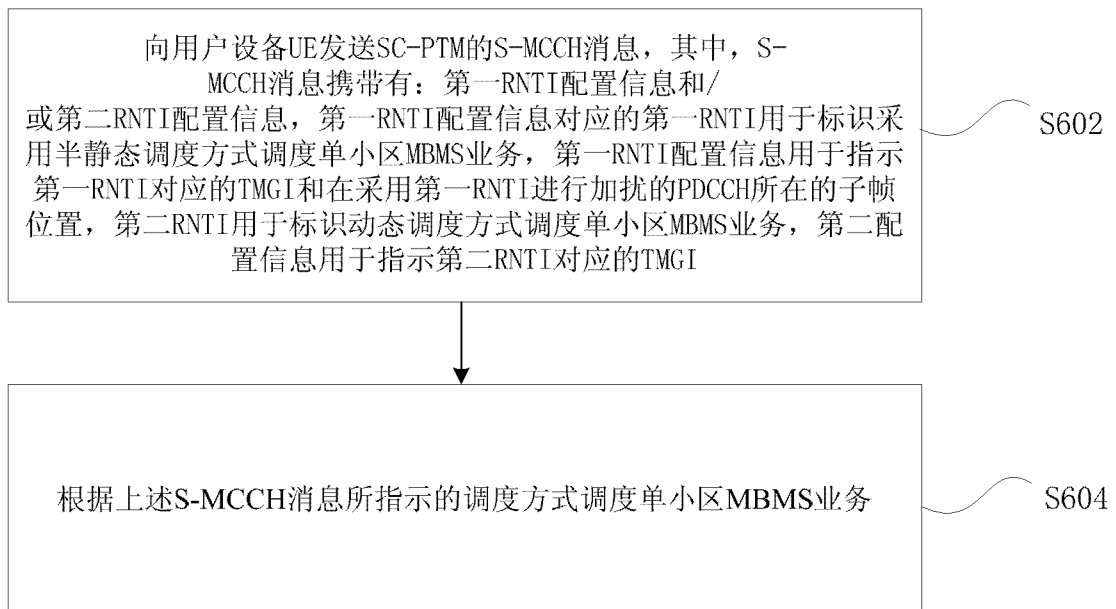 向用户设备UE发送SC-PTM的S-MCCH消息，其中，S-
MCCH消息携带有：第一RNTI配置信息和/
或第二RNTI配置信息，第一RNTI配置信息对应的第一RNTI用于标识采
用半静态调度方式调度单小区MBMS业务，第一RNTI配置信息用于指示
第一RNTI对应的TMGI和在采用第一RNTI进行加扰的PDCCH所在的子帧
位置，第二RNTI用于标识动态调度方式调度单小区MBMS业务，第二配
置信息用于指示第二RNTI对应的TMGI
S602
根据上述S-MCCH消息所指示的调度方式调度单小区MBMS业务
S604